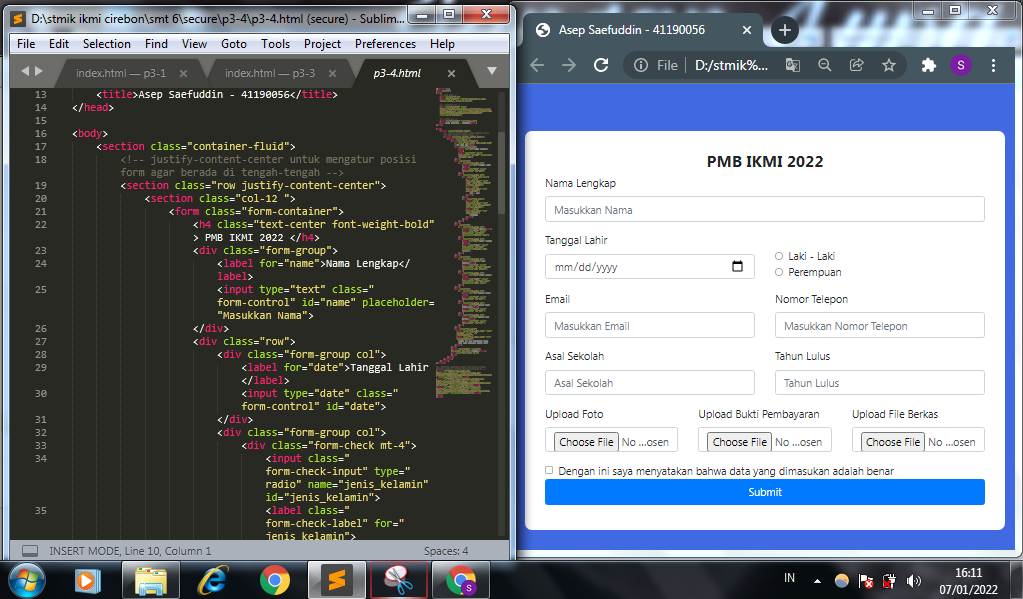 D:\stmik ikmi cirebon\smt 6\secure\p3-4\p3-4.html (secure) - Sublim...
File Edit Selection Find View Goto Tools Project Preferences Help
index.html — p3-1
index.html — p3-3
p3-4.html
13 <title>Asep Saefuddin - 41190056</title>
14 </head>
15
16 <body>
17 <section class="container-fluid">
18 <!-- justify-content-center untuk mengatur posisi
form agar berada di tengah-tengah -->
19 <section class="row justify-content-center">
20 <section class="col-12 ">
21 <form class="form-container">
22 <h4 class="text-center font-weight-bold"
> PMB IKMI 2022 </h4>
23 <div class="form-group">
24 <label for="name">Nama Lengkap</
label>
25 <input type="text" class="
form-control" id="name" placeholder=
"Masukkan Nama">
26 </div>
27 <div class="row">
28 <div class="form-group col">
29 <label for="date">Tanggal Lahir
</label>
30 <input type="date" class="
form-control" id="date">
31 </div>
32 <div class="form-group col">
33 <div class="form-check mt-4">
34 <input class="
form-check-input" type="
radio" name="jenis_kelamin"
id="jenis_kelamin">
35 <label class="
form-check-label" for="
jenis_kelamin">
INSERT MODE, Line 10, Column 1
Spaces: 4
Asep Saefuddin - 41190056
File D:/stmik%...
S
PMB IKMI 2022
Nama Lengkap
Masukkan Nama
Tanggal Lahir
mm/dd/yyyy
Laki - Laki
Perempuan
Email
Nomor Telepon
Masukkan Email
Masukkan Nomor Telepon
Asal Sekolah
Tahun Lulus
Asal Sekolah
Tahun Lulus
Upload Foto
Upload Bukti Pembayaran
Upload File Berkas
Choose File No ...osen
Choose File No ...osen
Choose File No ...osen
Dengan ini saya menyatakan bahwa data yang dimasukan adalah benar
Submit
S
IN
16:11
07/01/2022